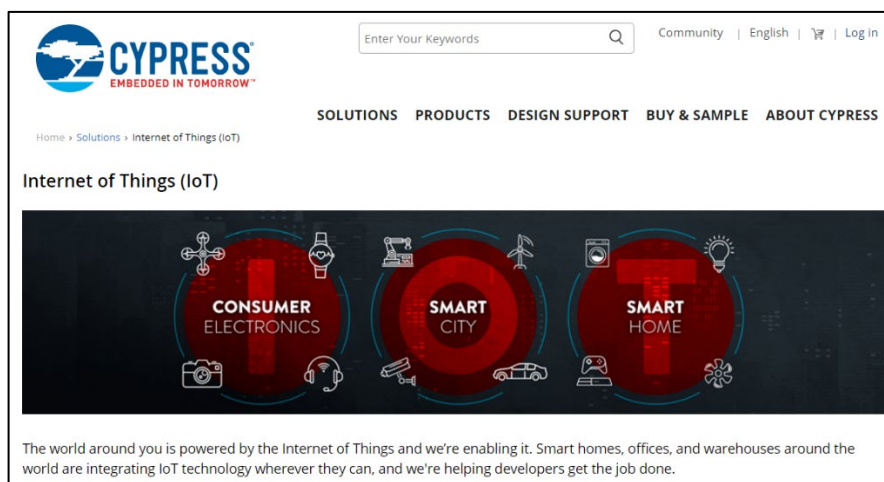 CYPRESS®
EMBEDDED IN TOMORROW™
Enter Your Keywords
Community | English | | Log in
SOLUTIONS PRODUCTS DESIGN SUPPORT BUY & SAMPLE ABOUT CYPRESS
Home › Solutions › Internet of Things (IoT)
Internet of Things (IoT)
I O T
CONSUMER
ELECTRONICS
SMART
CITY
SMART
HOME
The world around you is powered by the Internet of Things and we’re enabling it. Smart homes, offices, and warehouses around the
world are integrating IoT technology wherever they can, and we're helping developers get the job done.